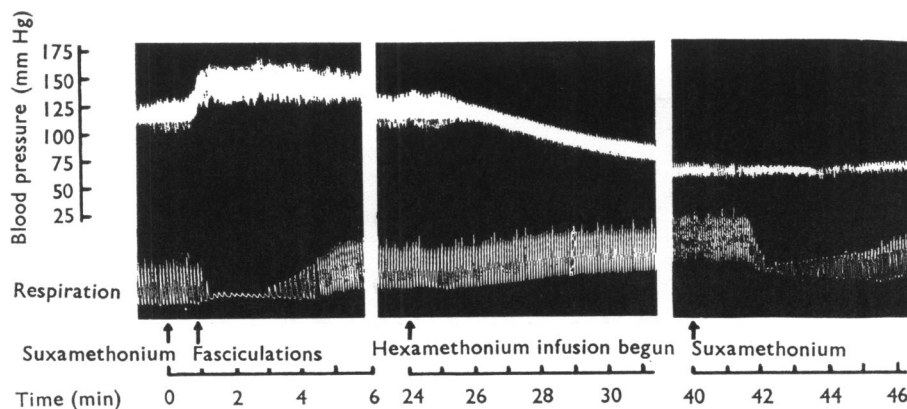 Blood pressure (mm Hg)
175
150
125
100
75
50
25
Respiration
Suxamethonium
Fasciculations
Hexamethonium infusion begun
Suxamethonium
Time (min)
0 2 4 6
24 26 28 30
40 42 44 46